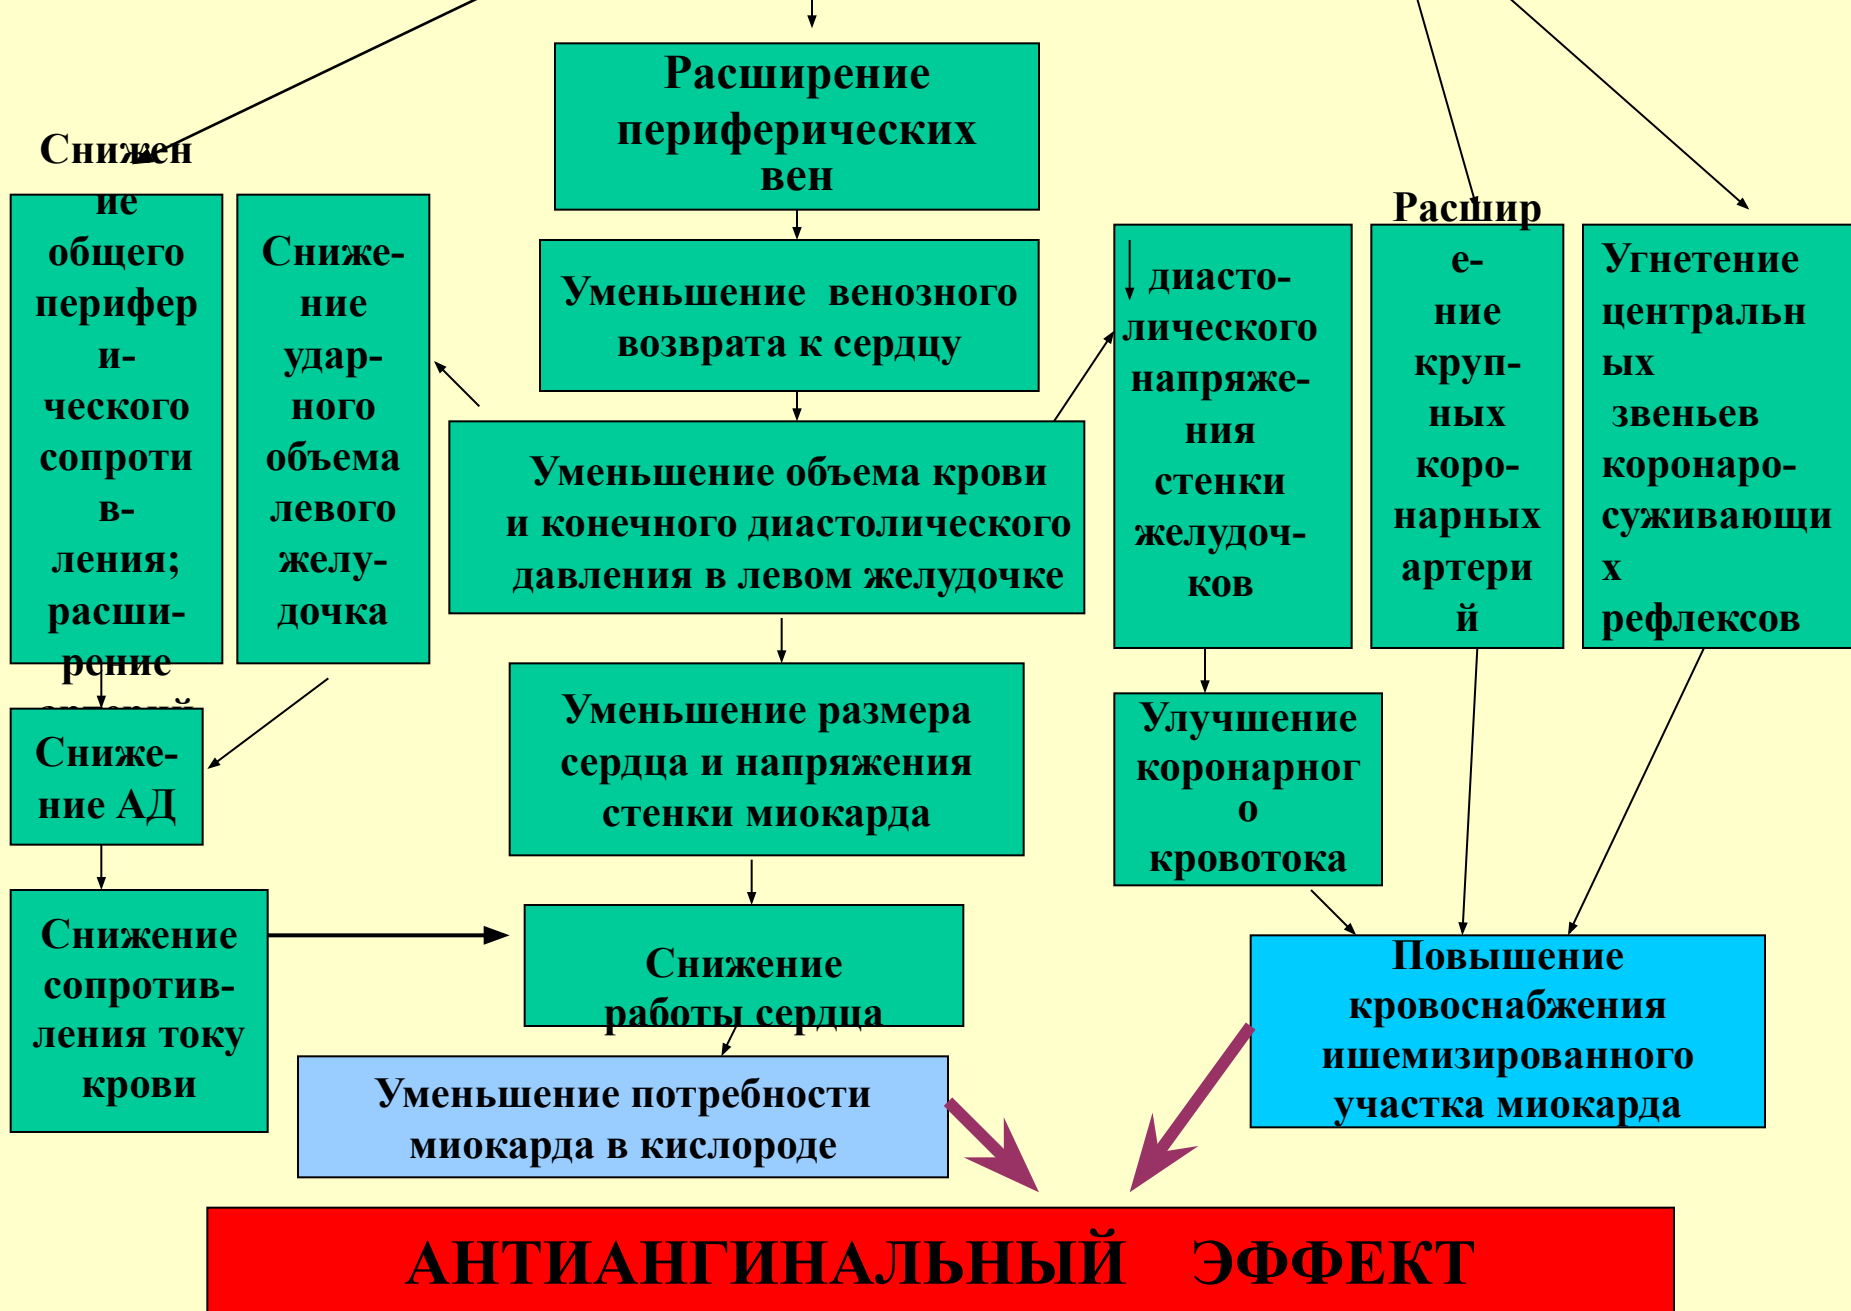 Расширение
периферических
вен
Снижен
ие
общего
перифер
и-
ческого
сопроти
в-
ления;
расши-
рение
артерий
Сниже-
ние
удар-
ного
объема
левого
желу-
дочка
Уменьшение венозного
возврата к сердцу
Уменьшение объема крови
и конечного диастолического
давления в левом желудочке
диасто-
лического
напряже-
ния
стенки
желудоч-
ков
Расшир
е-
ние
круп-
ных
коро-
нарных
артери
й
Угнетение
центральн
ых
звеньев
коронаро-
суживающи
х
рефлексов
Сниже-
ние АД
Уменьшение размера
сердца и напряжения
стенки миокарда
Улучшение
коронарног
о
кровотока
Снижение
сопротив-
ления току
крови
Снижение
работы сердца
Повышение
кровоснабжения
ишемизированного
участка миокарда
Уменьшение потребности
миокарда в кислороде
АНТИАНГИНАЛЬНЫЙ ЭФФЕКТ